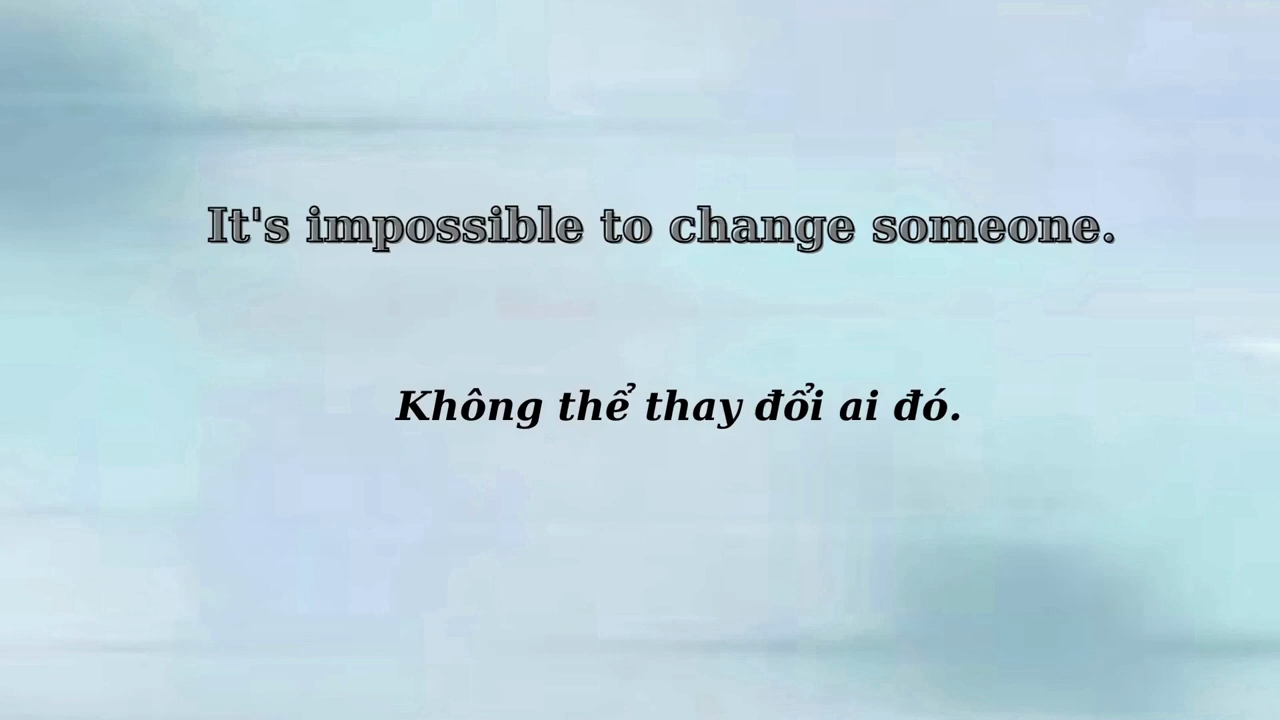 It's impossible to change someone.
Không thể thay đổi ai đó.